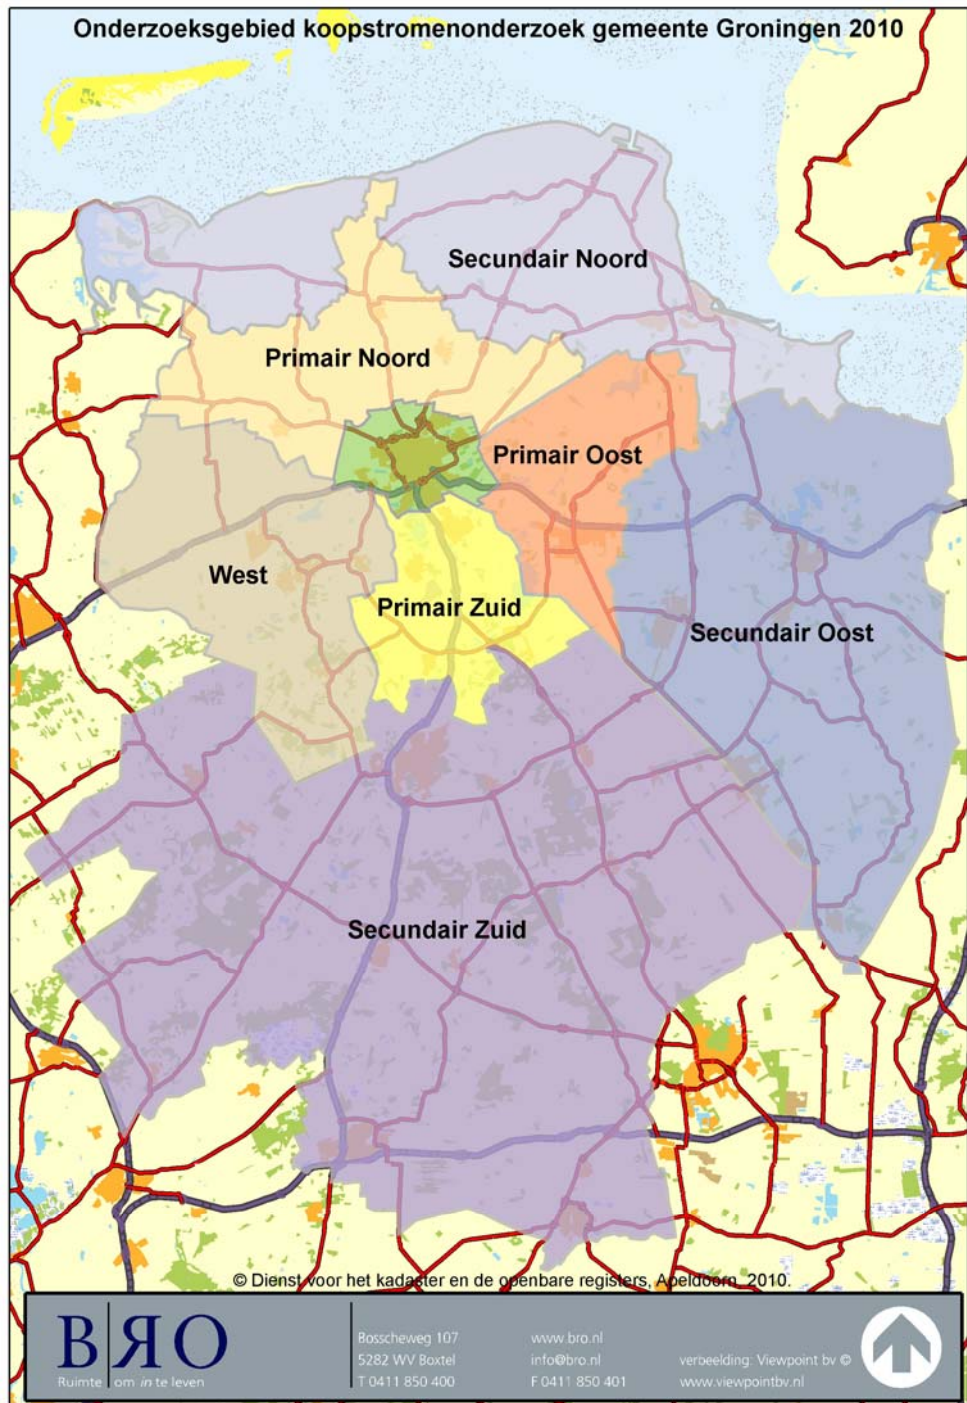 Onderzoeksgebied koopstromenonderzoek gemeente Groningen 2010
Secundair Noord
Primair Noord
Primair Oost
West
Primair Zuid
Secundair Oost
Secundair Zuid
© Dienst voor het kadaster en de openbare registers, Apeldoorn, 2010.
BRO
Ruimte om in te leven
Bosscheweg 107
5282 WV Boxtel
T 0411 850 400
www.bro.nl
info@bro.nl
F 0411 850 401
verbeelding: Viewpoint bv ©
www.viewpointbv.nl